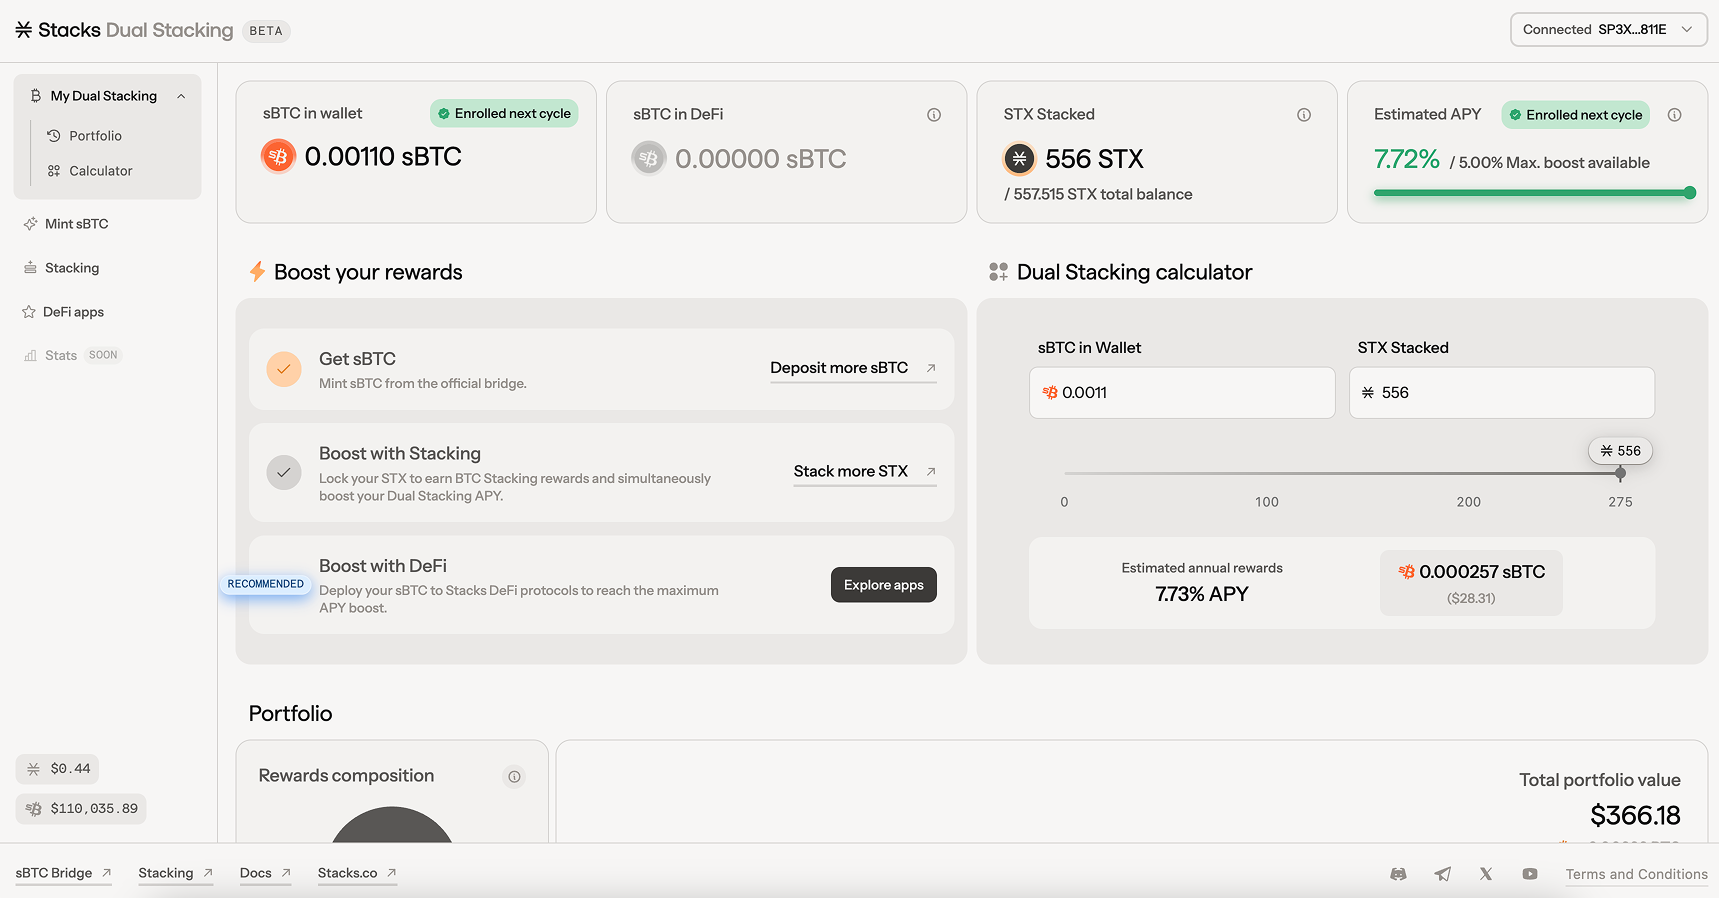 Stacks Dual Stacking BETA
Connected SP3X...811E
My Dual Stacking
Portfolio
Calculator
Mint sBTC
Stacking
DeFi apps
Stats SOON
$0.44
$110,035.89
sBTC in wallet
Enrolled next cycle
0.00110 sBTC
sBTC in DeFi
0.00000 sBTC
STX Stacked
556 STX
/ 557.515 STX total balance
Estimated APY
Enrolled next cycle
7.72% / 5.00% Max. boost available
Boost your rewards
Get sBTC
Mint sBTC from the official bridge.
Deposit more sBTC
Boost with Stacking
Lock your STX to earn BTC Stacking rewards and simultaneously
boost your Dual Stacking APY.
Stack more STX
RECOMMENDED
Boost with DeFi
Deploy your sBTC to Stacks DeFi protocols to reach the maximum
APY boost.
Explore apps
Dual Stacking calculator
sBTC in Wallet
0.0011
STX Stacked
556
556
0 100 200 275
Estimated annual rewards
7.73% APY
0.000257 sBTC
($28.31)
Portfolio
Rewards composition
Total portfolio value
$366.18
sBTC Bridge
Stacking
Docs
Stacks.co
Terms and Conditions